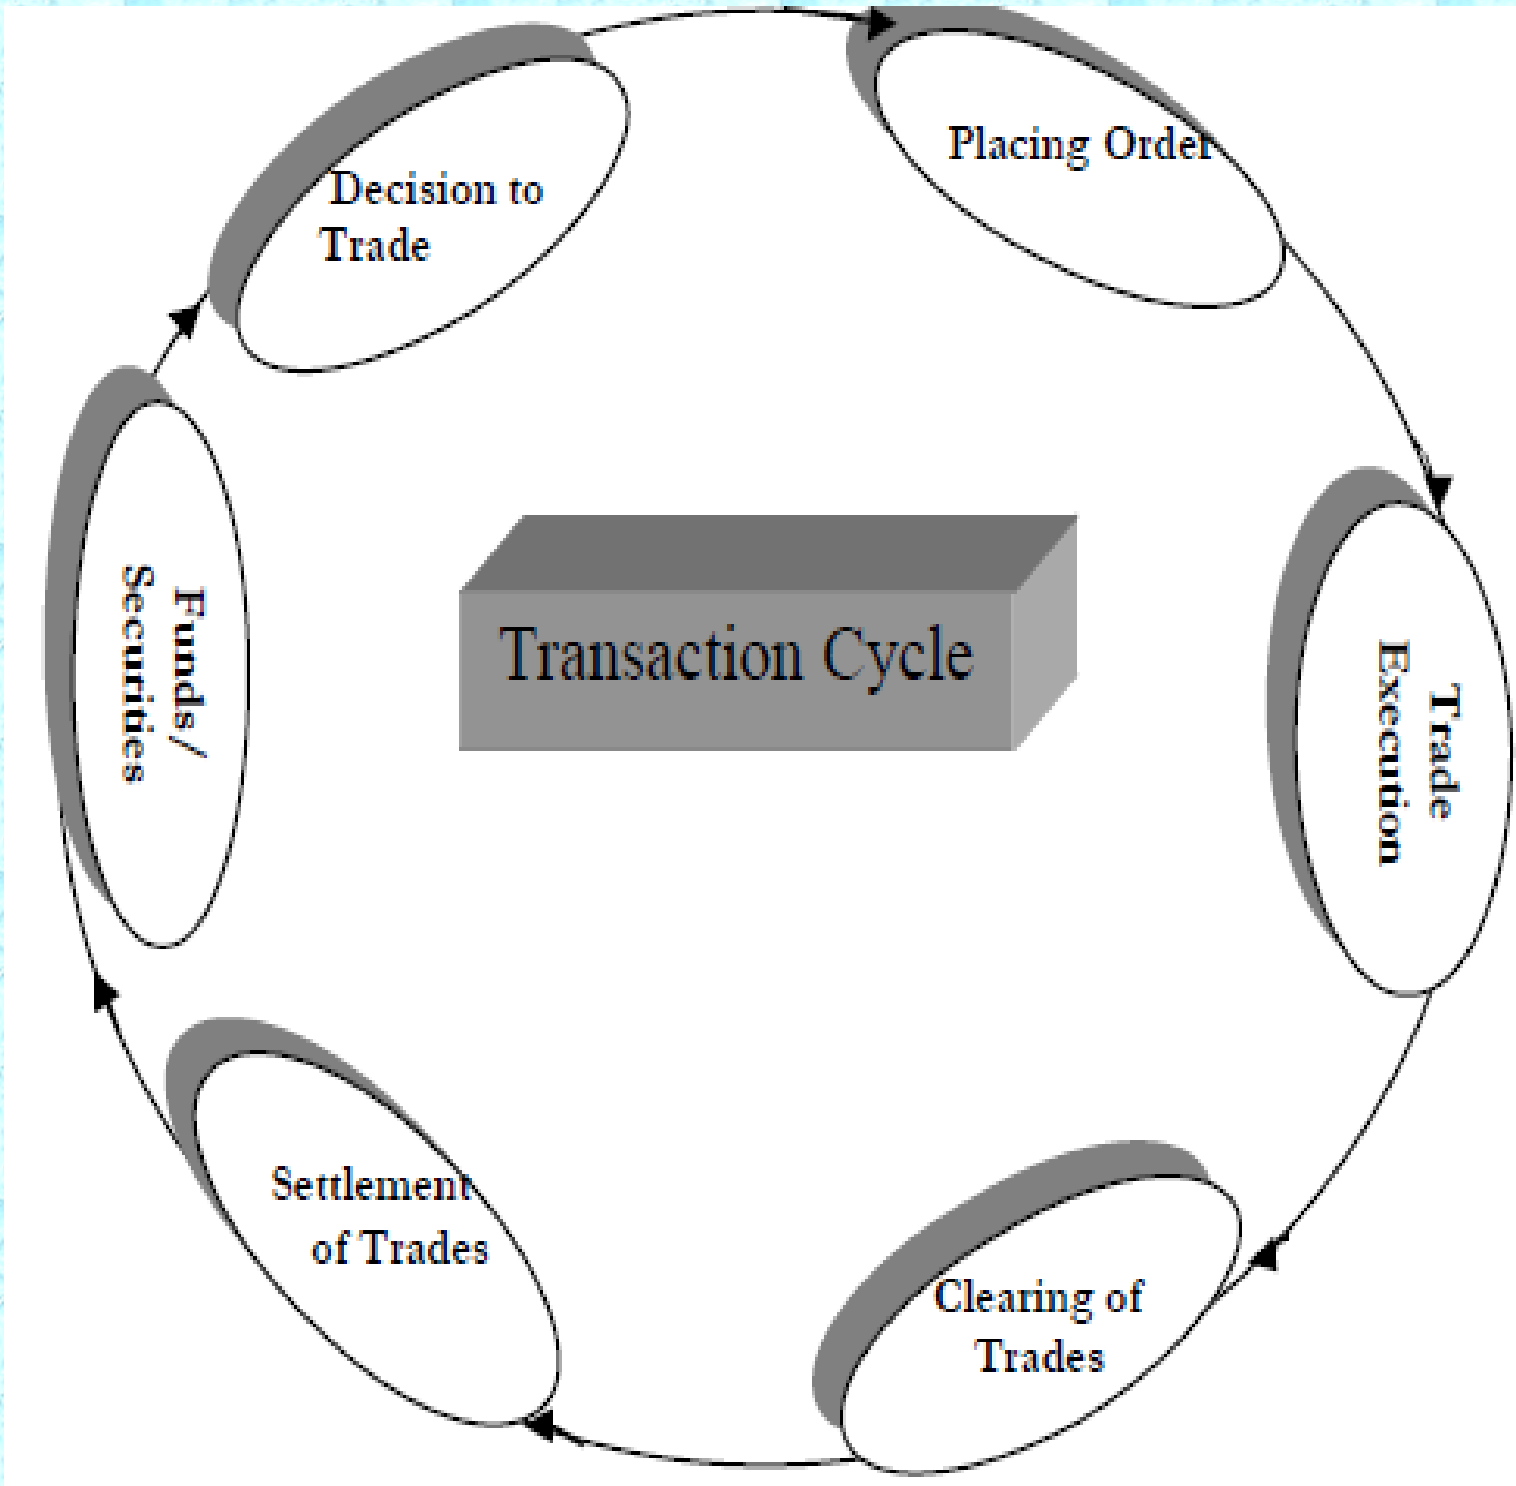 Decision to
Trade
Placing Order
Trade
Execution
Clearing of
Trades
Settlement
of Trades
Funds/
Securities
Transaction Cycle